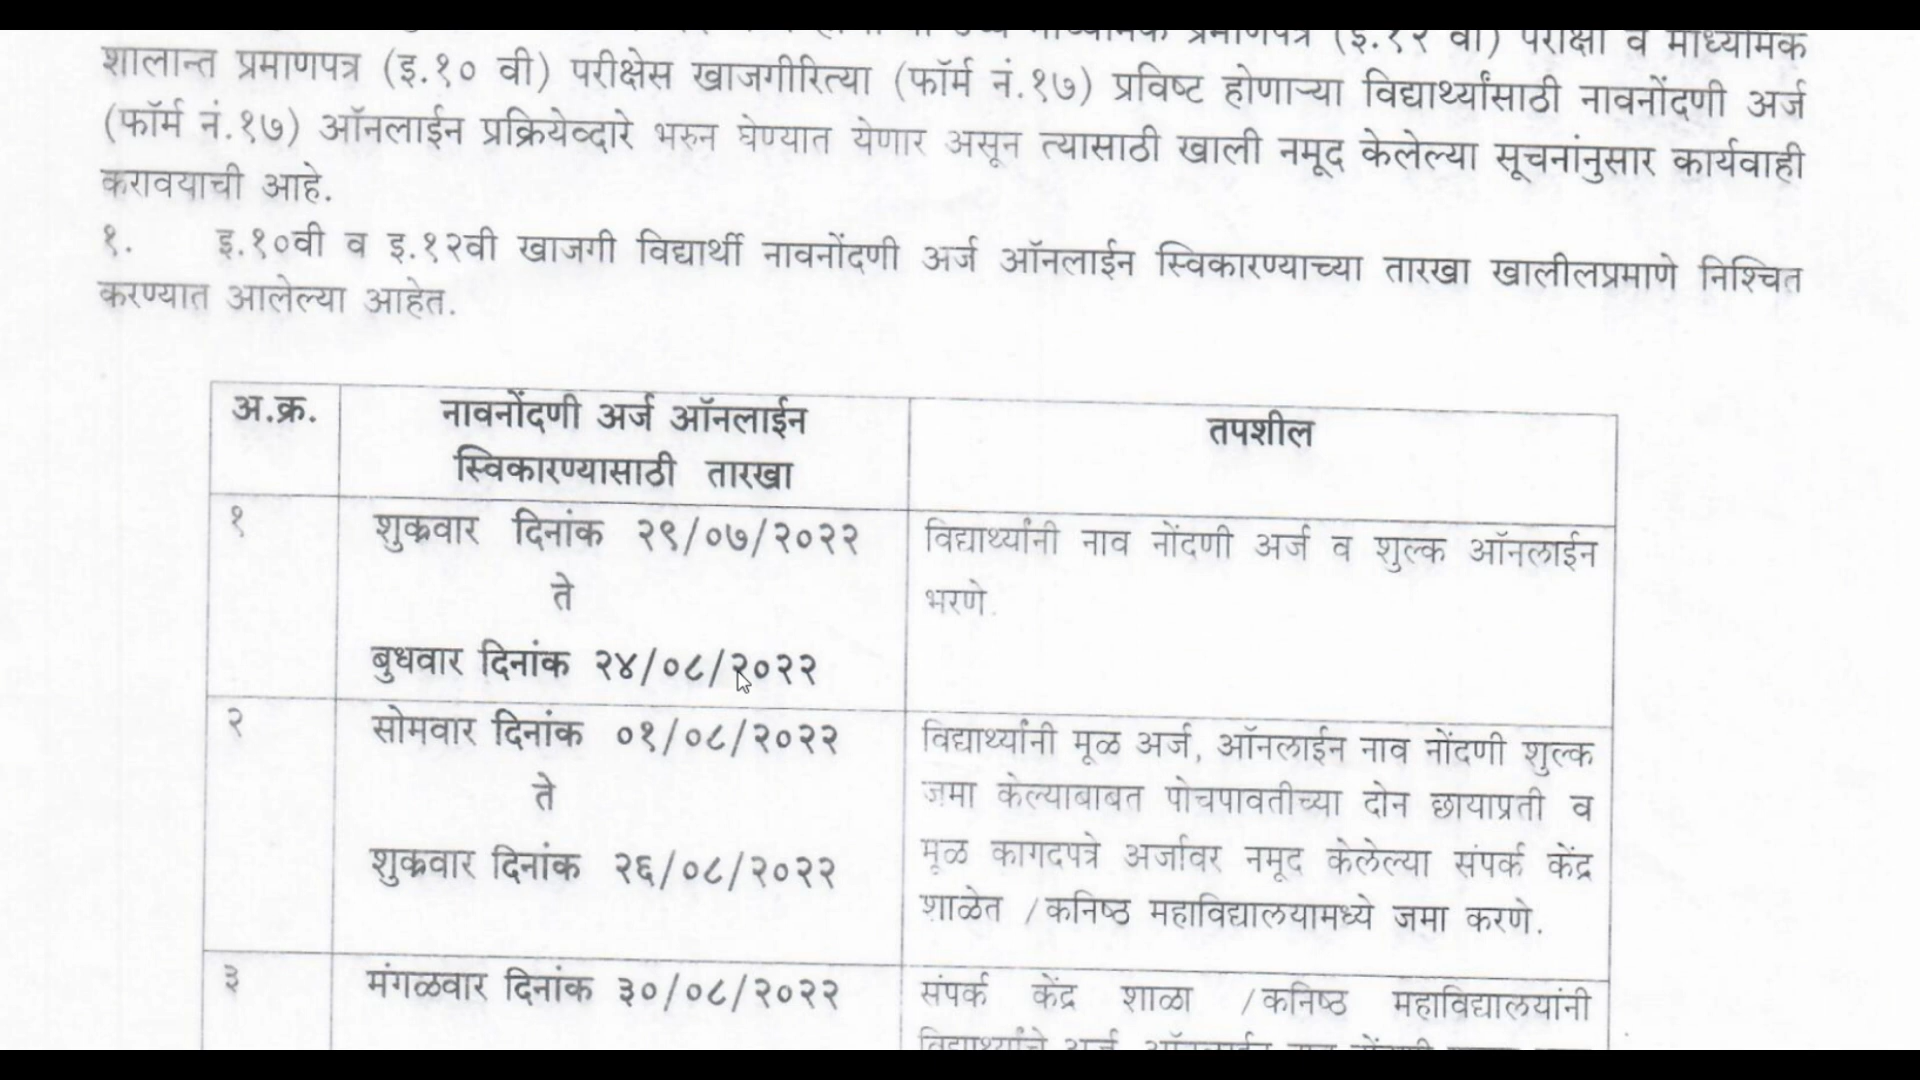 प्रमाणपत्र (इ.१२ वी) परीक्षा व माध्यमिक
शालान्त प्रमाणपत्र (इ.१० वी) परीक्षेस खाजगीरित्या (फॉर्म नं.१७) प्रविष्ट होणाऱ्या विद्यार्थ्यांसाठी नावनोंदणी अर्ज
(फॉर्म नं.१७) ऑनलाईन प्रक्रियेव्दारे भरुन घेण्यात येणार असून त्यासाठी खाली नमूद केलेल्या सूचनांनुसार कार्यवाही
करावयाची आहे.
१. इ.१०वी व इ.१२वी खाजगी विद्यार्थी नावनोंदणी अर्ज ऑनलाईन स्विकारण्याच्या तारखा खालीलप्रमाणे निश्चित
करण्यात आलेल्या आहेत.
अ.क्र. नावनोंदणी अर्ज ऑनलाईन
स्विकारण्यासाठी तारखा
तपशील
१ शुक्रवार दिनांक २९/०७/२०२२
ते
बुधवार दिनांक २४/०८/२०२२
विद्यार्थ्यांनी नाव नोंदणी अर्ज व शुल्क ऑनलाईन
भरणे.
२ सोमवार दिनांक ०१/०८/२०२२
ते
शुक्रवार दिनांक २६/०८/२०२२
विद्यार्थ्यांनी मूळ अर्ज, ऑनलाईन नाव नोंदणी शुल्क
जमा केल्याबाबत पोचपावतीच्या दोन छायाप्रती व
मूळ कागदपत्रे अर्जावर नमूद केलेल्या संपर्क केंद्र
शाळेत /कनिष्ठ महाविद्यालयामध्ये जमा करणे.
३ मंगळवार दिनांक ३०/०८/२०२२
संपर्क केंद्र शाळा /कनिष्ठ महाविद्यालयांनी